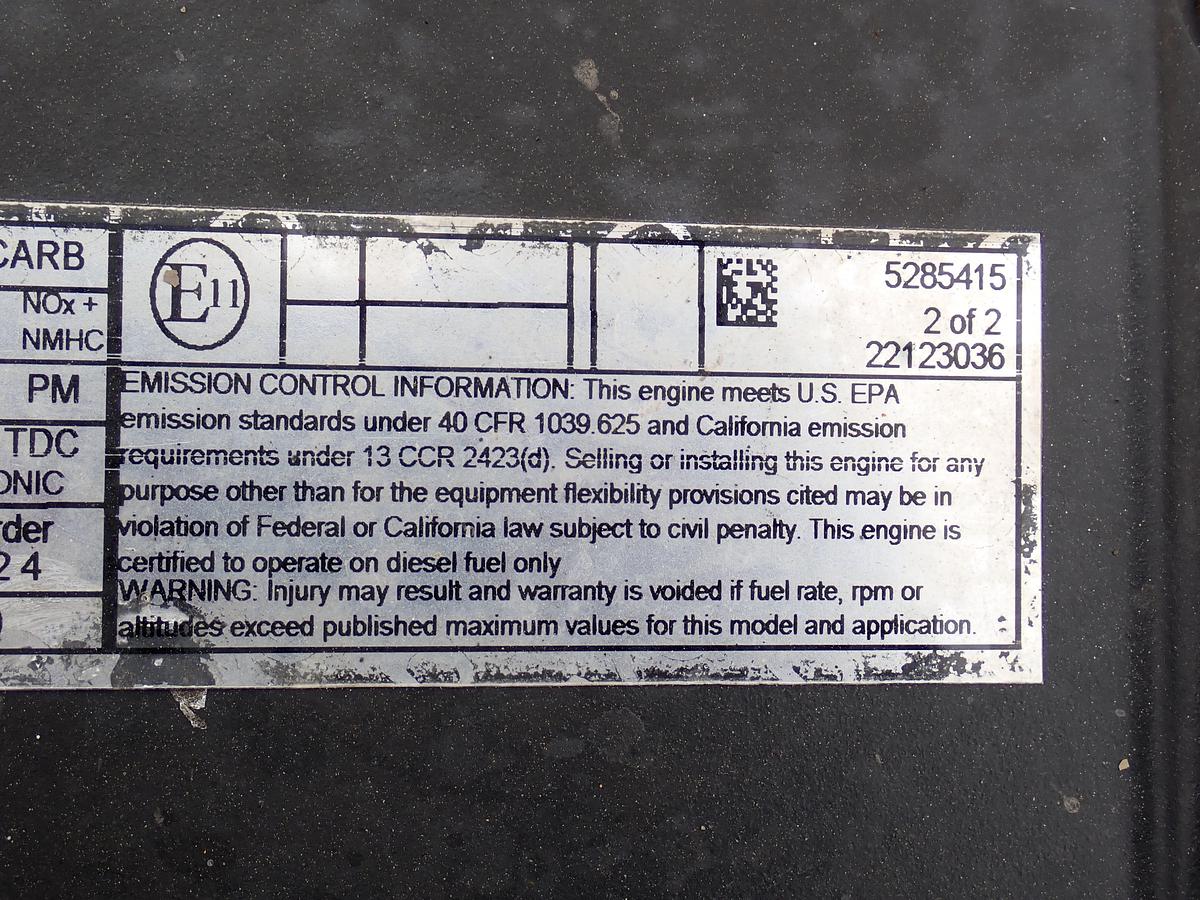 CARB
NOx +
NMHC
PM
TDC
E11
5285415
2 of 2
22123036
EMISSION CONTROL INFORMATION: This engine meets U.S. EPA
emission standards under 40 CFR 1039.625 and California emission
requirements under 13 CCR 2423(d). Selling or installing this engine for any
purpose other than for the equipment flexibility provisions cited may be in
violation of Federal or California law subject to civil penalty. This engine is
certified to operate on diesel fuel only
WARNING: Injury may result and warranty is voided if fuel rate, rpm or
altitudes exceed published maximum values for this model and application.